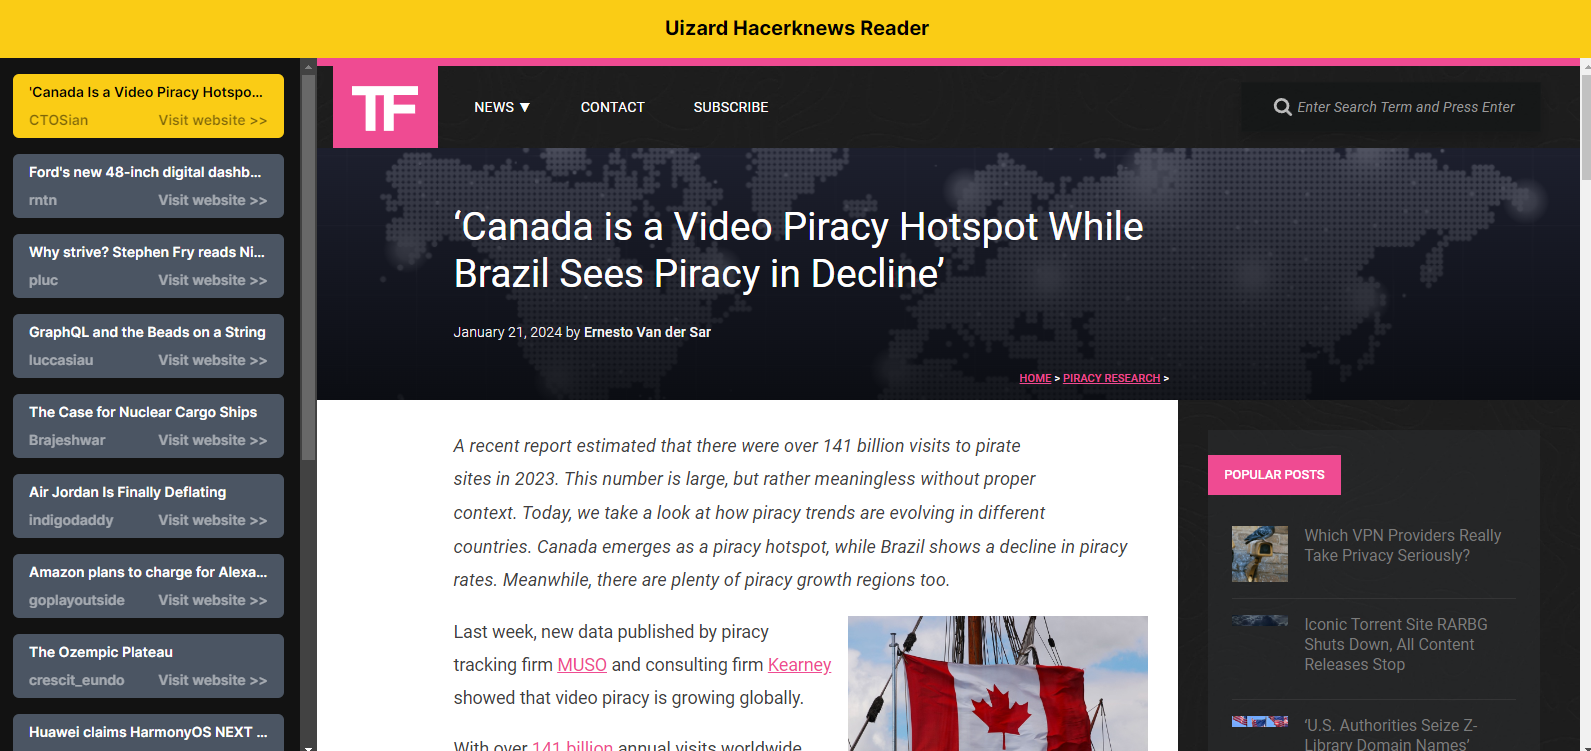 Uizard Hacerknews Reader
'Canada Is a Video Piracy Hotspo...
CTOSian Visit website >>
Ford's new 48-inch digital dashb...
rntn Visit website >>
Why strive? Stephen Fry reads Ni...
pluc Visit website >>
GraphQL and the Beads on a String
luccasiau Visit website >>
The Case for Nuclear Cargo Ships
Brajeshwar Visit website >>
Air Jordan Is Finally Deflating
indigodaddy Visit website >>
Amazon plans to charge for Alexa...
goplayoutside Visit website >>
The Ozempic Plateau
crescit_eundo Visit website >>
Huawei claims HarmonyOS NEXT ...
TF
NEWS ▼ CONTACT SUBSCRIBE
Enter Search Term and Press Enter
‘Canada is a Video Piracy Hotspot While
Brazil Sees Piracy in Decline’
January 21, 2024 by Ernesto Van der Sar
HOME > PIRACY RESEARCH >
A recent report estimated that there were over 141 billion visits to pirate
sites in 2023. This number is large, but rather meaningless without proper
context. Today, we take a look at how piracy trends are evolving in different
countries. Canada emerges as a piracy hotspot, while Brazil shows a decline in piracy
rates. Meanwhile, there are plenty of piracy growth regions too.
Last week, new data published by piracy
tracking firm MUSO and consulting firm Kearney
showed that video piracy is growing globally.
With over 141 billion annual visits worldwide
POPULAR POSTS
Which VPN Providers Really
Take Privacy Seriously?
Iconic Torrent Site RARBG
Shuts Down, All Content
Releases Stop
‘U.S. Authorities Seize Z-
Library Domain Names’